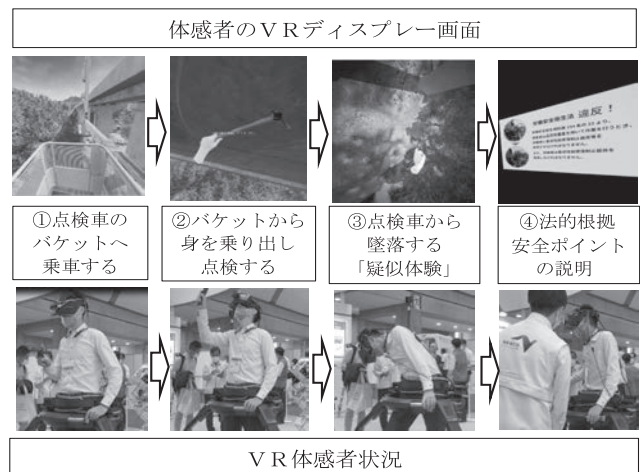 体感者のＶＲディスプレー画面
違反！
①点検車の
バケットへ
乗車する
②バケットから
身を乗り出し
点検する
③点検車から
墜落する
「疑似体験」
④法的根拠
安全ポイント
の説明
ＶＲ体感者状況